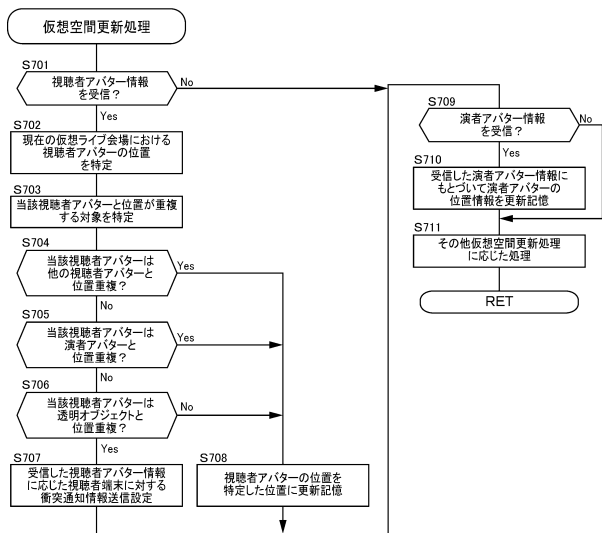 仮想空間更新処理
S701
視聴者アバター情報
を受信？
No
Yes
S702
現在の仮想ライブ会場における
視聴者アバターの位置
を特定
S703
当該視聴者アバターと位置が重複
する対象を特定
S704
当該視聴者アバターは
他の視聴者アバターと
位置重複？
Yes
No
S705
当該視聴者アバターは
演者アバターと
位置重複？
Yes
No
S706
当該視聴者アバターは
透明オブジェクトと
位置重複？
No
Yes
S707
受信した視聴者アバター情報
に応じた視聴者端末に対する
衝突通知情報送信設定
S708
視聴者アバターの位置を
特定した位置に更新記憶
S709
演者アバター情報
を受信？
No
Yes
S710
受信した演者アバター情報に
もとづいて演者アバターの
位置情報を更新記憶
S711
その他仮想空間更新処理
に応じた処理
RET